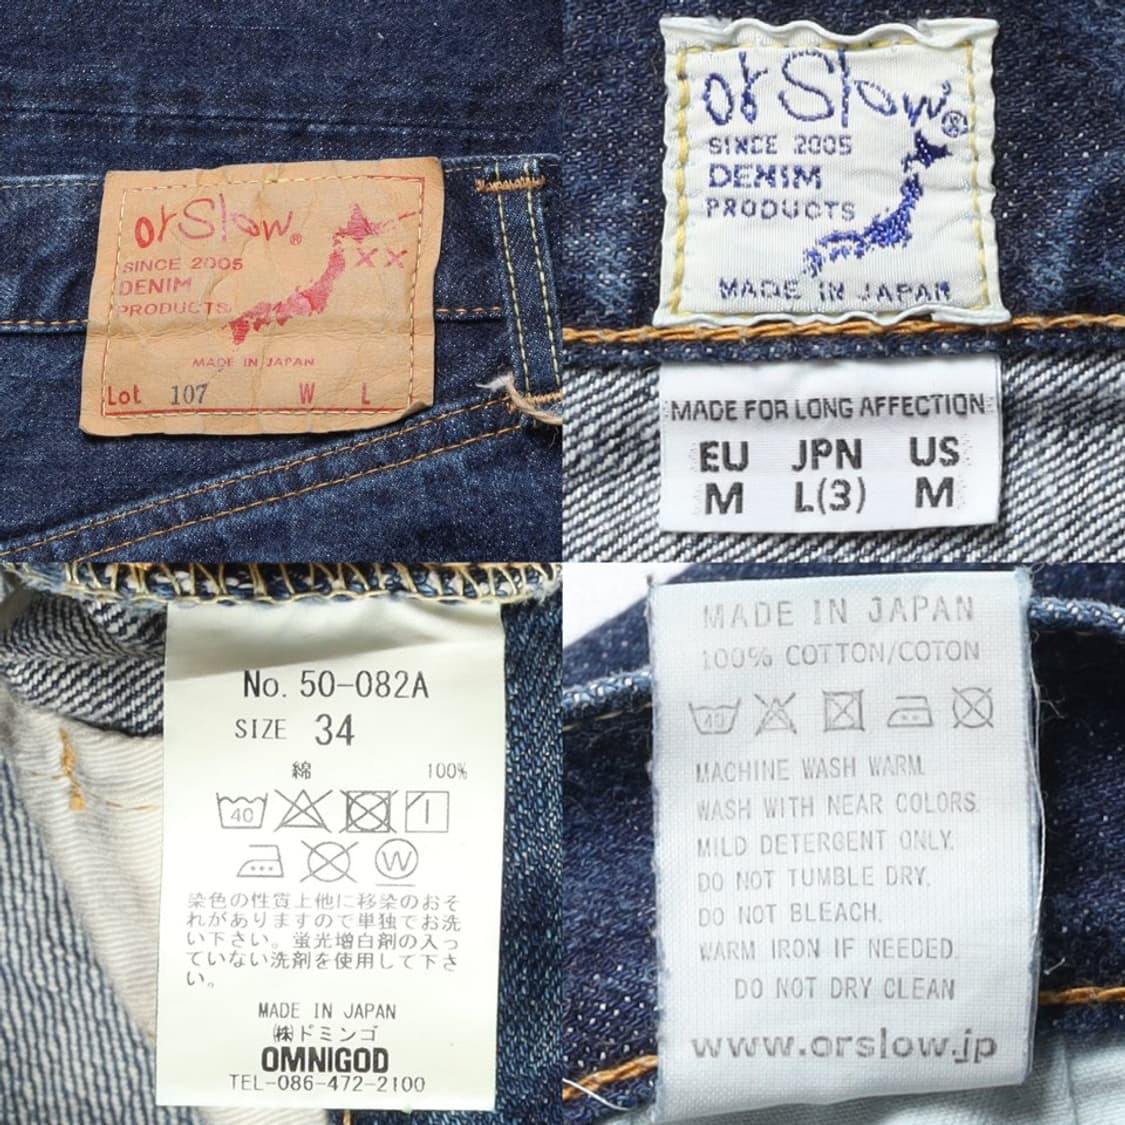 orSlow®
SINCE 2005
DENIM
PRODUCTS
XX
MADE IN JAPAN
Lot 107 W L
orSlow®
SINCE 2005
DENIM
PRODUCTS
MADE IN JAPAN
MADE FOR LONG AFFECTION
EU JPN US
M L(3) M
No. 50-082A
SIZE 34
綿 100%
40
W
染色の性質上他に移染のおそ
れがありますので単独でお洗
い下さい。蛍光増白剤の入っ
ていない洗剤を使用して下さ
い。
MADE IN JAPAN
㈱ドミンゴ
OMNIGOD
TEL-086-472-2100
MADE IN JAPAN
100% COTTON/COTON
40
MACHINE WASH WARM.
WASH WITH NEAR COLORS.
MILD DETERGENT ONLY.
DO NOT TUMBLE DRY.
DO NOT BLEACH.
WARM IRON IF NEEDED.
DO NOT DRY CLEAN
www.orslow.jp